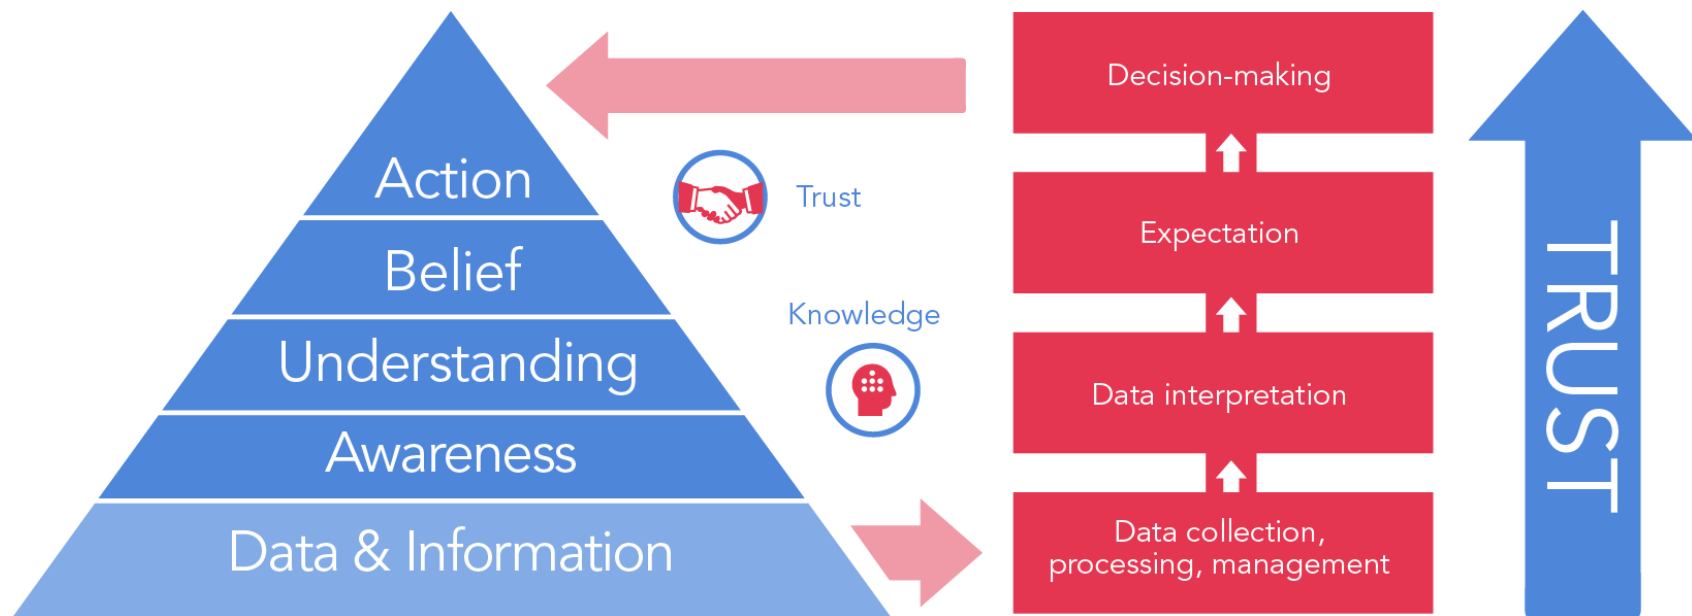 Action
Belief
Understanding
Awareness
Data & Information
Trust
Knowledge
Decision-making
Expectation
Data interpretation
Data collection,
processing, management
TRUST